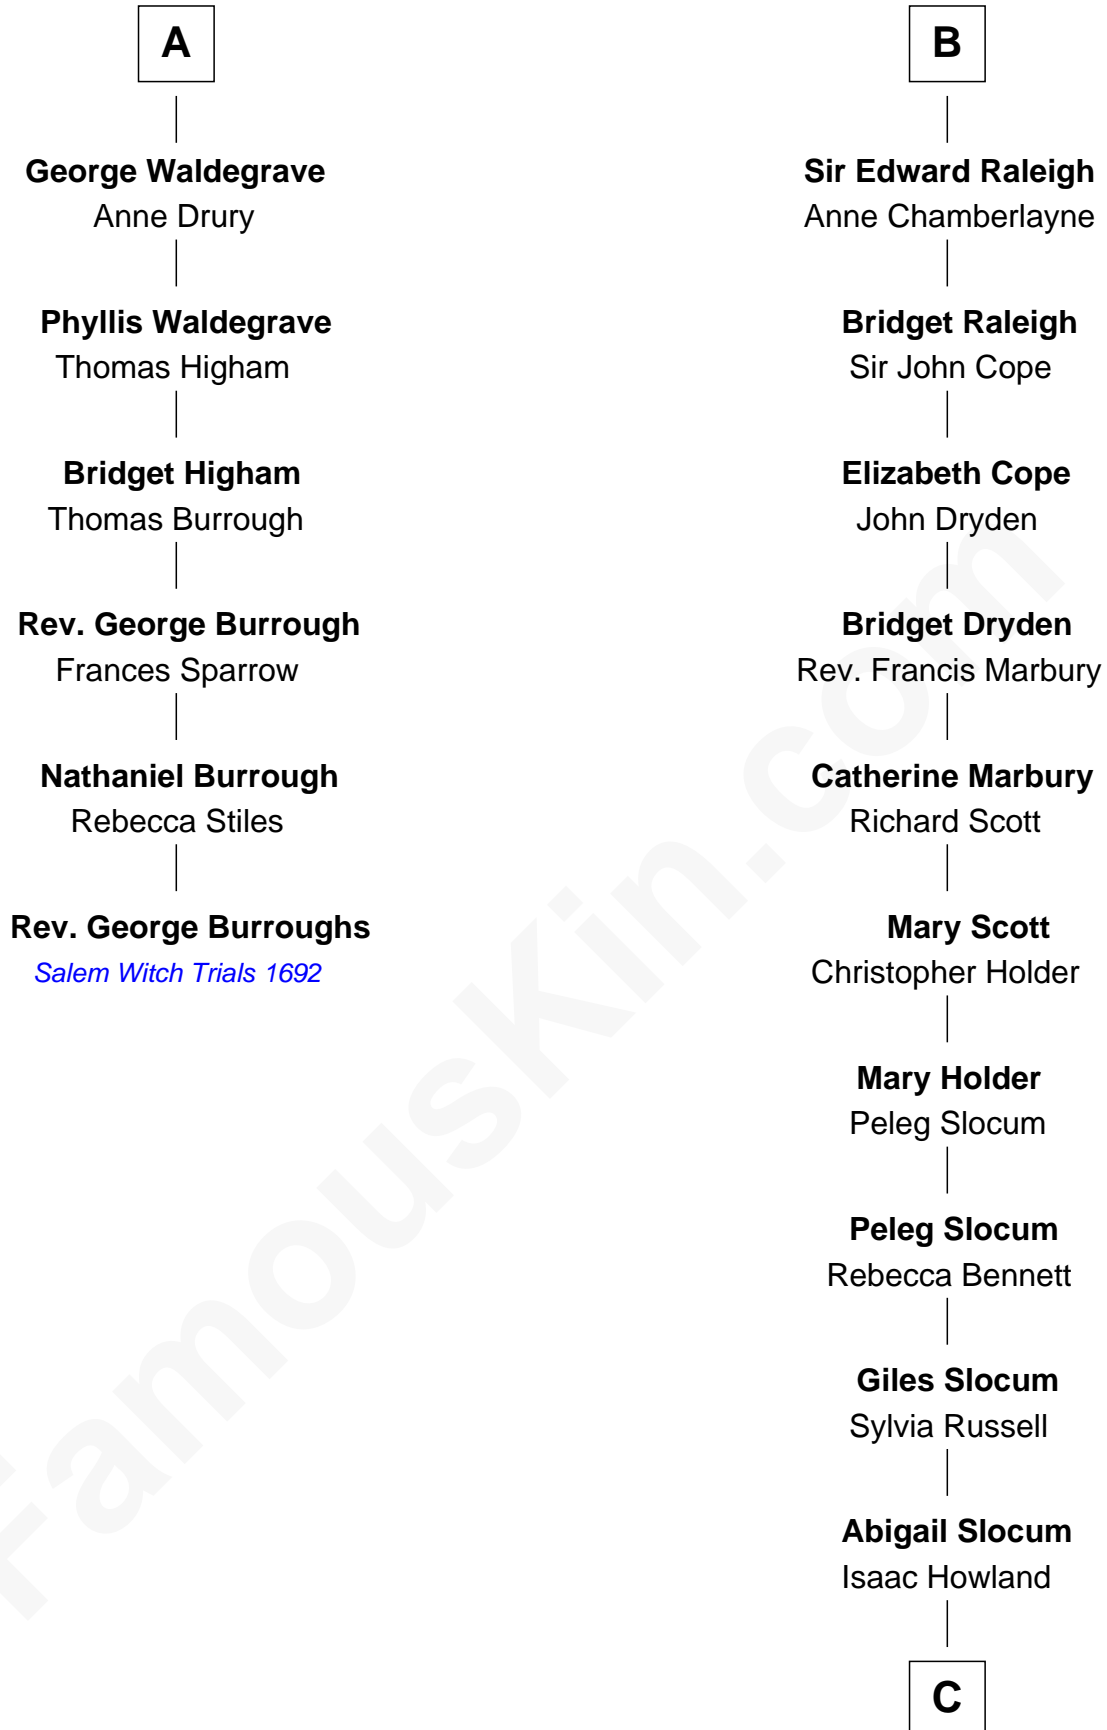 A
George Waldegrave
Anne Drury
Phyllis Waldegrave
Thomas Higham
Bridget Higham
Thomas Burrough
Rev. George Burrough
Frances Sparrow
Nathaniel Burrough
Rebecca Stiles
Rev. George Burroughs
Salem Witch Trials 1692
B
Sir Edward Raleigh
Anne Chamberlayne
Bridget Raleigh
Sir John Cope
Elizabeth Cope
John Dryden
Bridget Dryden
Rev. Francis Marbury
Catherine Marbury
Richard Scott
Mary Scott
Christopher Holder
Mary Holder
Peleg Slocum
Peleg Slocum
Rebecca Bennett
Giles Slocum
Sylvia Russell
Abigail Slocum
Isaac Howland
C
FamousKin.com